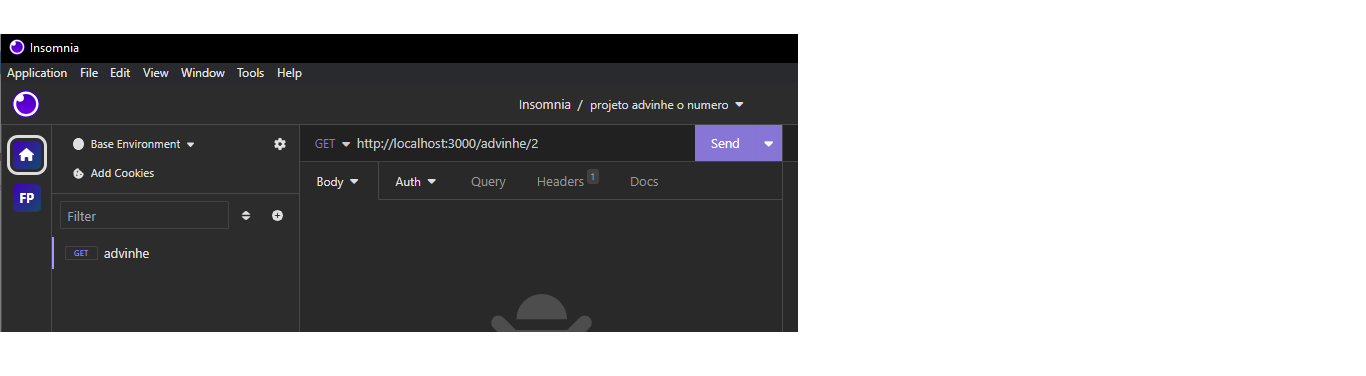 Insomnia
Application File Edit View Window Tools Help
Insomnia / projeto advinhe o numero
Base Environment
GET http://localhost:3000/advinhe/2 Send
Add Cookies
Body Auth Query Headers 1 Docs
FP
Filter
GET advinhe